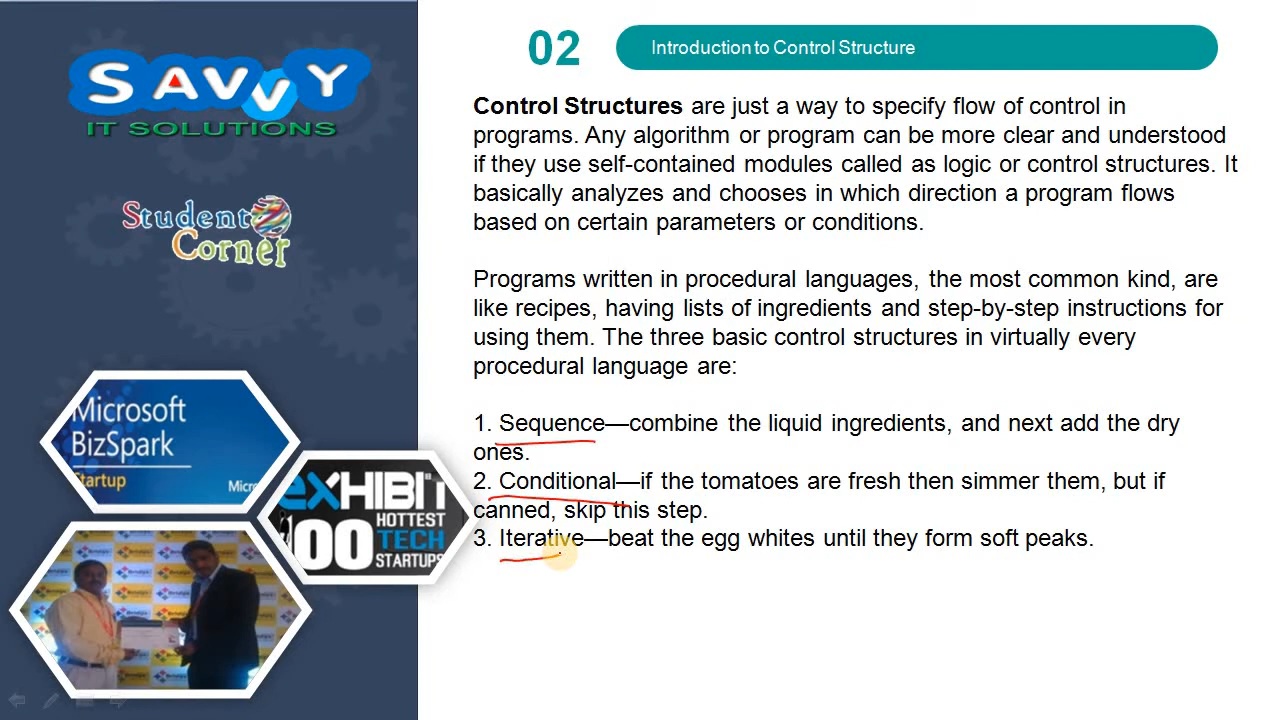 SAVVY
IT SOLUTIONS
Student
Corner
Microsoft
BizSpark
Startup
Micro
eXHIBIT
100
HOTTEST
TECH
STARTUPS
02
Introduction to Control Structure
Control Structures are just a way to specify flow of control in
programs. Any algorithm or program can be more clear and understood
if they use self-contained modules called as logic or control structures. It
basically analyzes and chooses in which direction a program flows
based on certain parameters or conditions.
Programs written in procedural languages, the most common kind, are
like recipes, having lists of ingredients and step-by-step instructions for
using them. The three basic control structures in virtually every
procedural language are:
1. Sequence—combine the liquid ingredients, and next add the dry
ones.
2. Conditional—if the tomatoes are fresh then simmer them, but if
canned, skip this step.
3. Iterative—beat the egg whites until they form soft peaks.